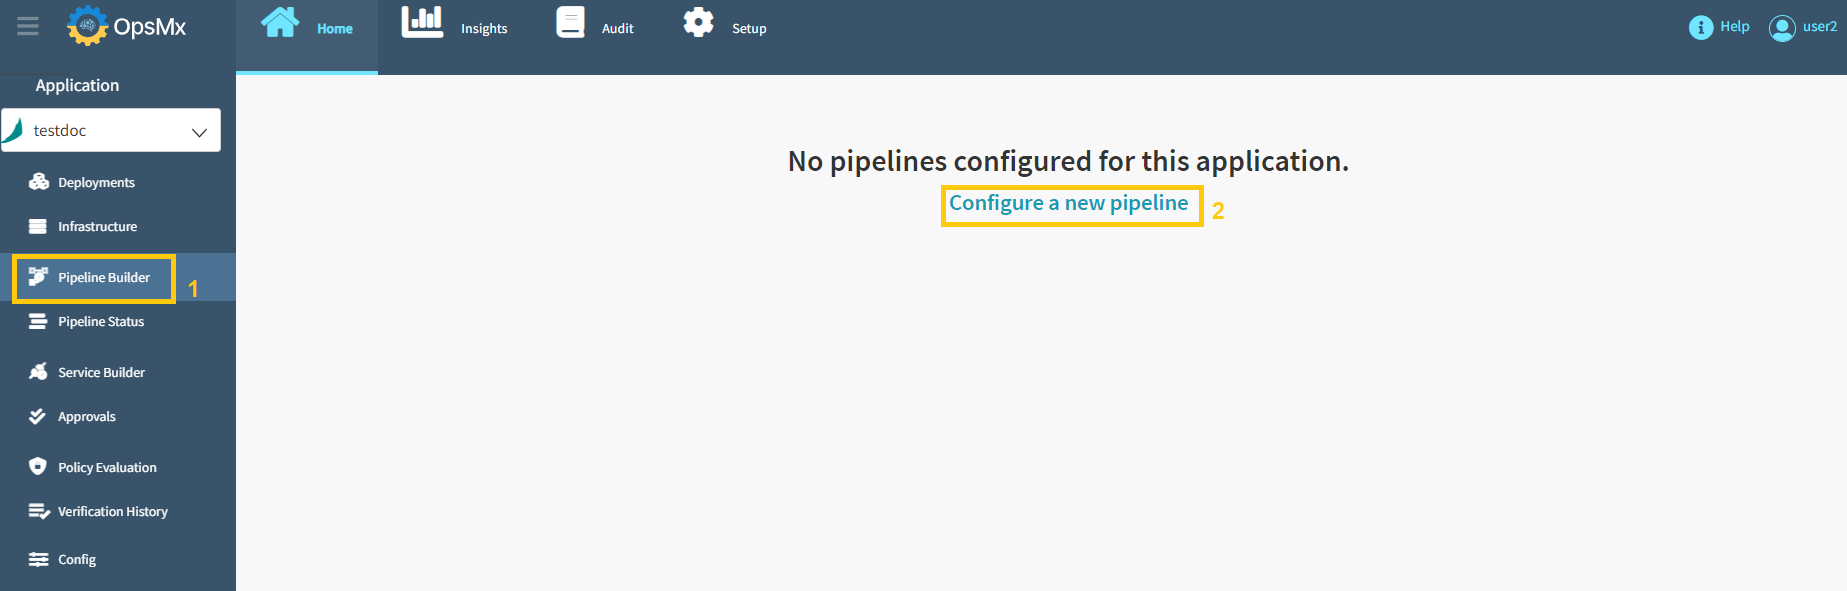 OpsMx
Home
Insights
Audit
Setup
Help
user2
Application
testdoc
Deployments
Infrastructure
Pipeline Builder
1
Pipeline Status
Service Builder
Approvals
Policy Evaluation
Verification History
Config
No pipelines configured for this application.
Configure a new pipeline
2